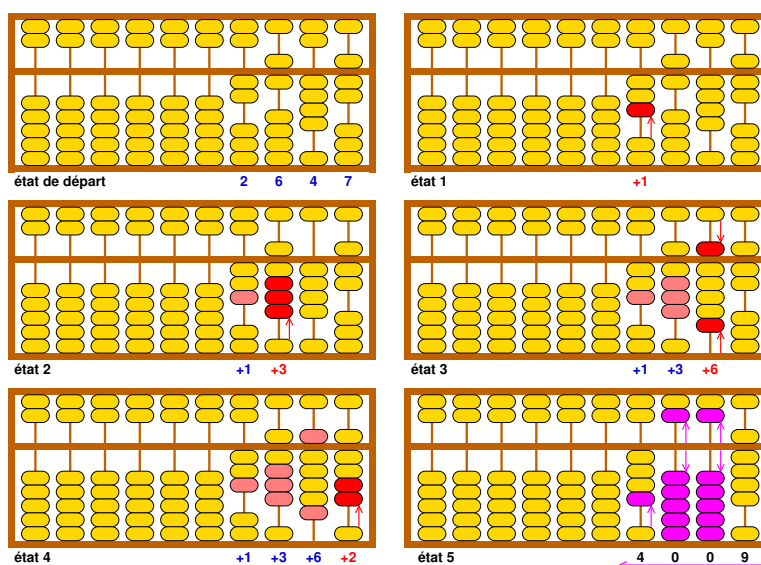 état de départ 2 6 4 7
état 1 +1
état 2 +1 +3
état 3 +1 +3 +6
état 4 +1 +3 +6 +2
état 5 4 0 0 9